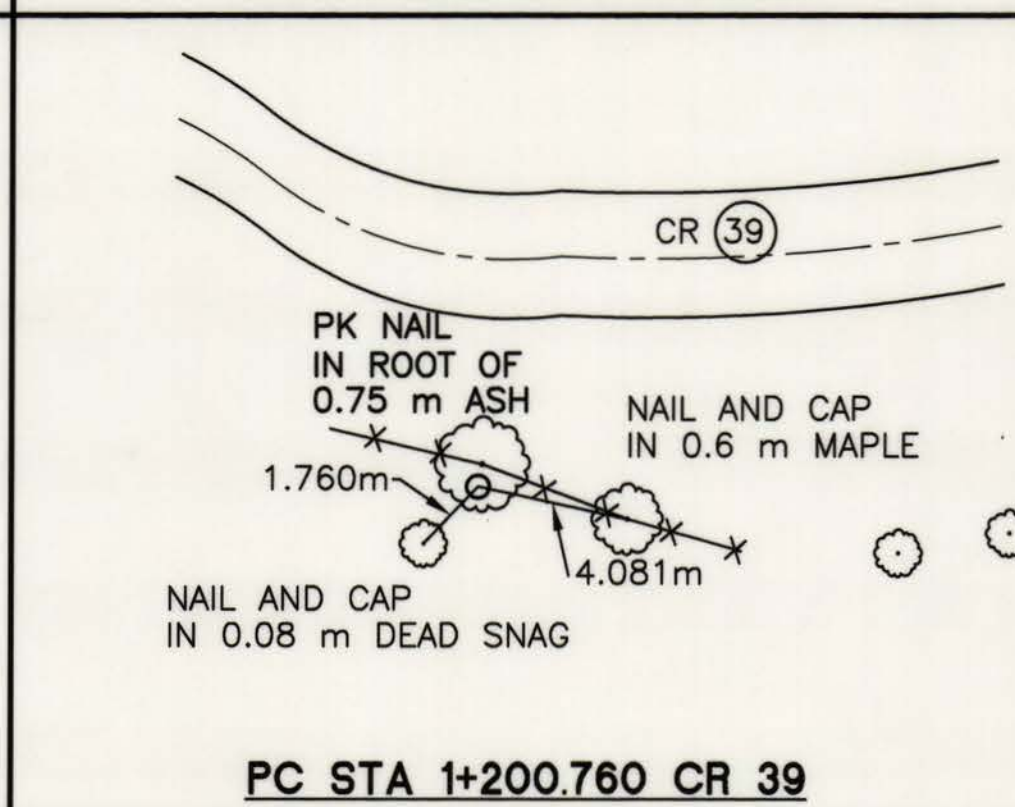 CR 39
PK NAIL
IN ROOT OF
0.75 m ASH
NAIL AND CAP
IN 0.6 m MAPLE
1.760m
4.081m
NAIL AND CAP
IN 0.08 m DEAD SNAG
PC STA 1+200.760 CR 39